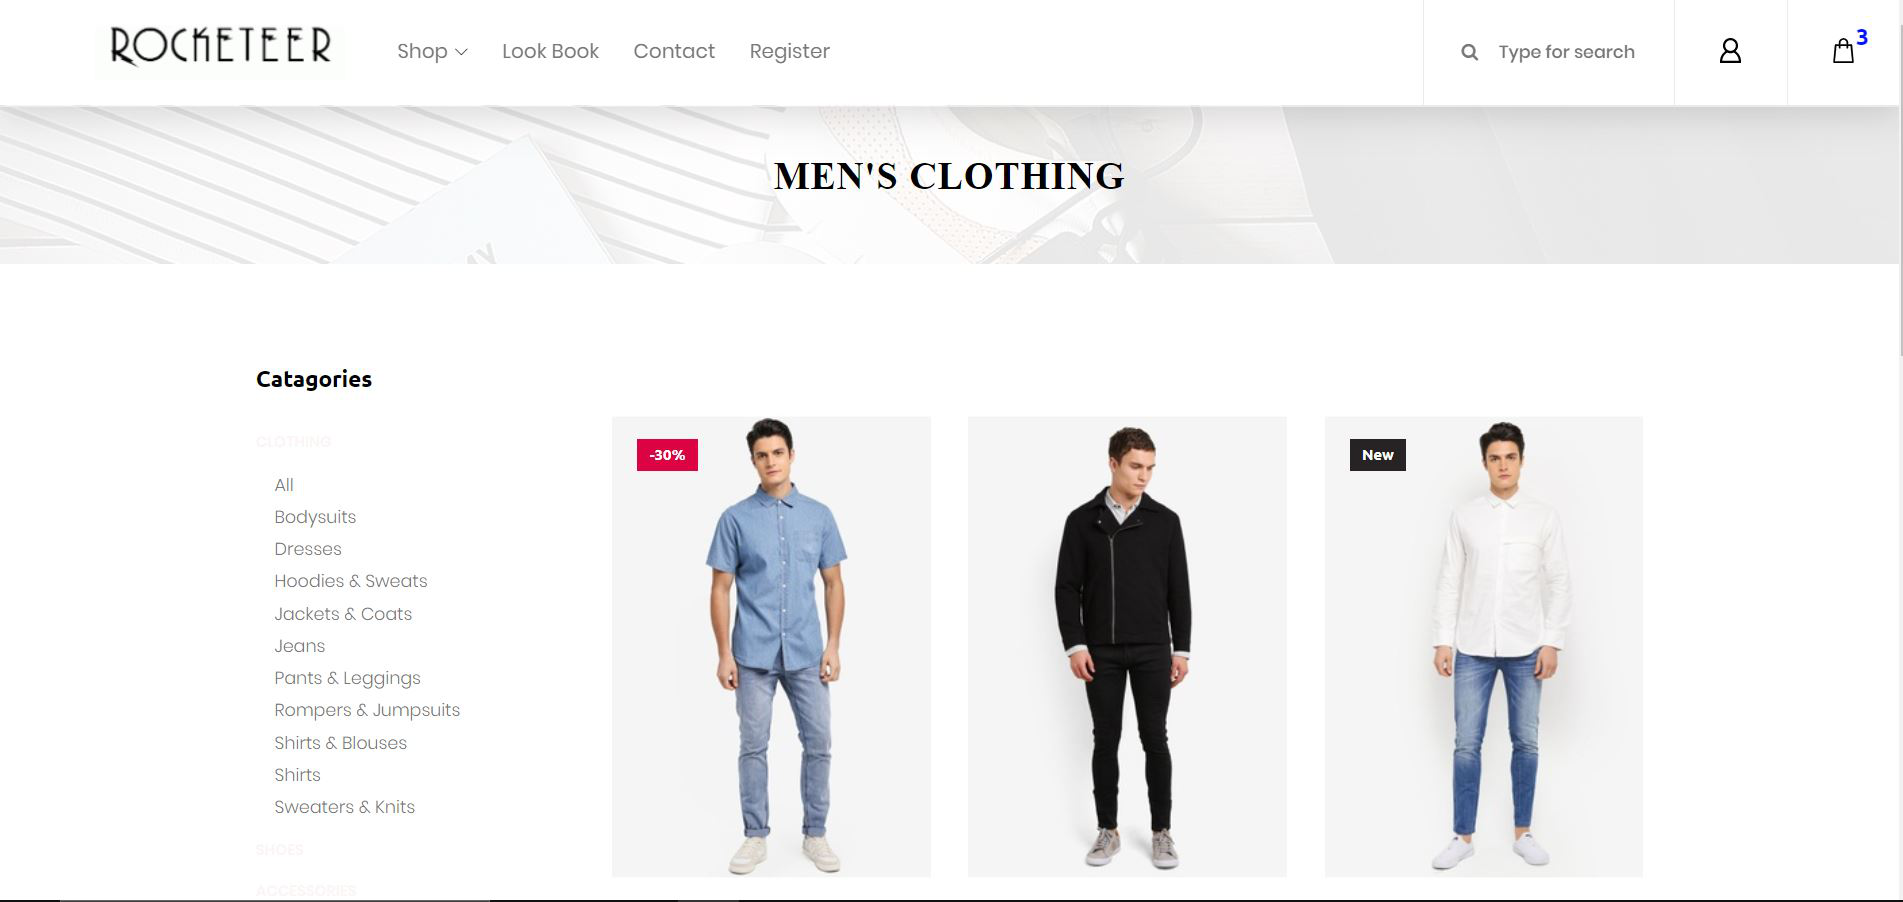 ROCKETEER
Shop
Look Book
Contact
Register
Type for search
3
MEN'S CLOTHING
Catagories
CLOTHING
All
Bodysuits
Dresses
Hoodies & Sweats
Jackets & Coats
Jeans
Pants & Leggings
Rompers & Jumpsuits
Shirts & Blouses
Shirts
Sweaters & Knits
SHOES
ACCESSORIES
-30%
New